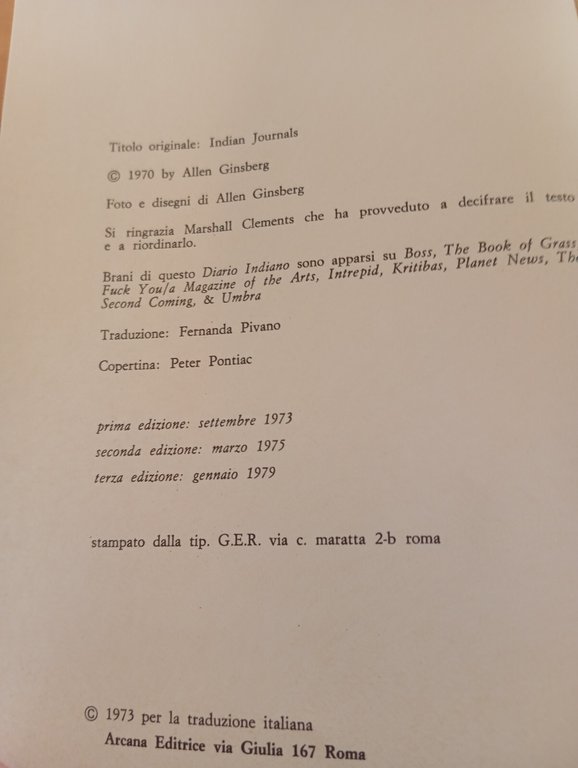 Titolo originale: Indian Journals
© 1970 by Allen Ginsberg
Foto e disegni di Allen Ginsberg
Si ringrazia Marshall Clements che ha provveduto a decifrare il testo
e a riordinarlo.
Brani di questo Diario Indiano sono apparsi su Boss, The Book of Grass
Fuck You/a Magazine of the Arts, Intrepid, Kritibas, Planet News, The
Second Coming, & Umbra
Traduzione: Fernanda Pivano
Copertina: Peter Pontiac
prima edizione: settembre 1973
seconda edizione: marzo 1975
terza edizione: gennaio 1979
stampato dalla tip. G.E.R. via c. maratta 2-b roma
© 1973 per la traduzione italiana
Arcana Editrice via Giulia 167 Roma